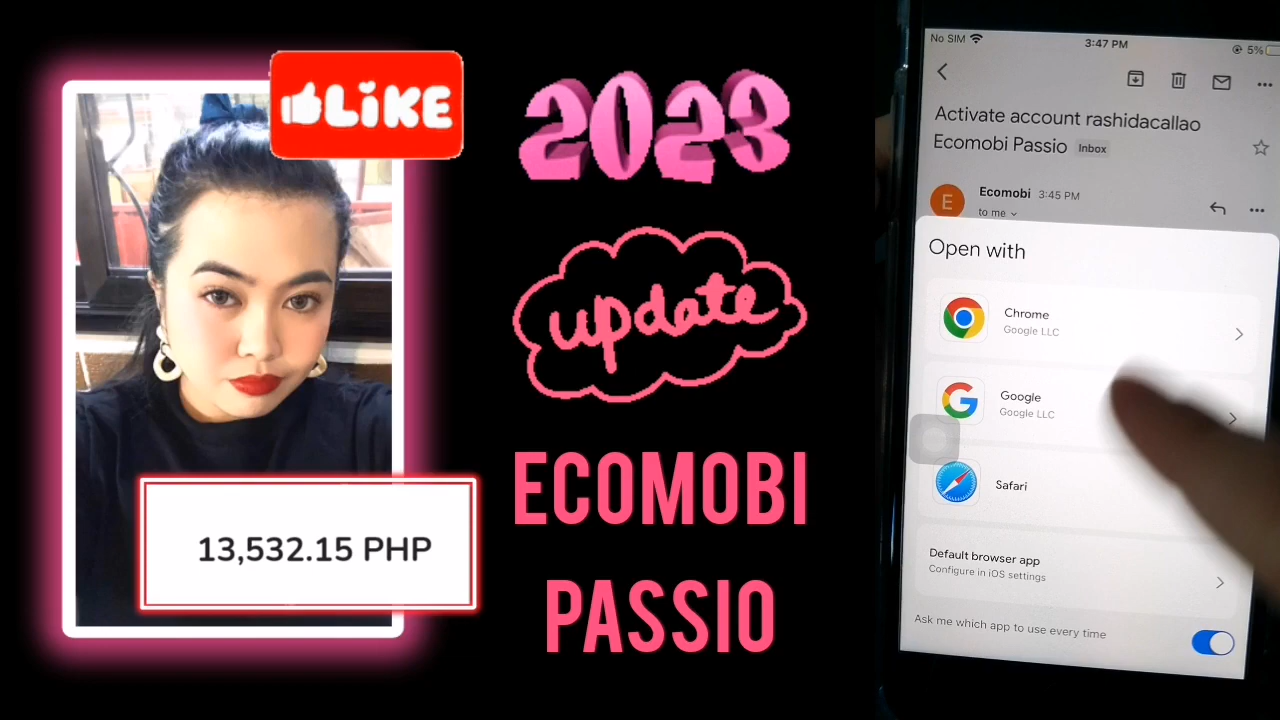 LIKE
13,532.15 PHP
2023
update
ECOMOBI
PASSIO
No SIM
3:47 PM
5%
Activate account rashidacallao
Ecomobi Passio Inbox
E
Ecomobi 3:45 PM
to me
Open with
Chrome
Google LLC
Google
Google LLC
Safari
Default browser app
Configure in iOS settings
Ask me which app to use every time